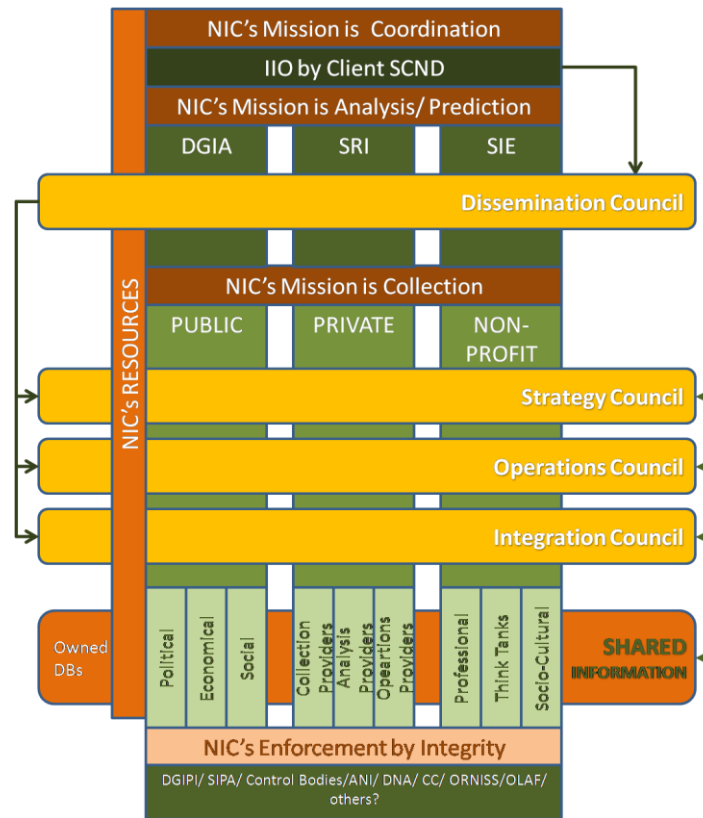 NIC's Mission is Coordination
IIO by Client SCND
NIC's Mission is Analysis/ Prediction
DGIA
SRI
SIE
Dissemination Council
NIC's RESOURCES
NIC's Mission is Collection
PUBLIC
PRIVATE
NON-
PROFIT
Strategy Council
Operations Council
Integration Council
Owned
DBs
Political
Economical
Social
Collection
Providers
Analysis
Providers
Opeartions
Providers
Professional
Think Tanks
Socio-Cultural
SHARED
INFORMATION
NIC's Enforcement by Integrity
DGIPI/ SIPA/ Control Bodies/ANI/ DNA/ CC/ ORNISS/OLAF/
others?